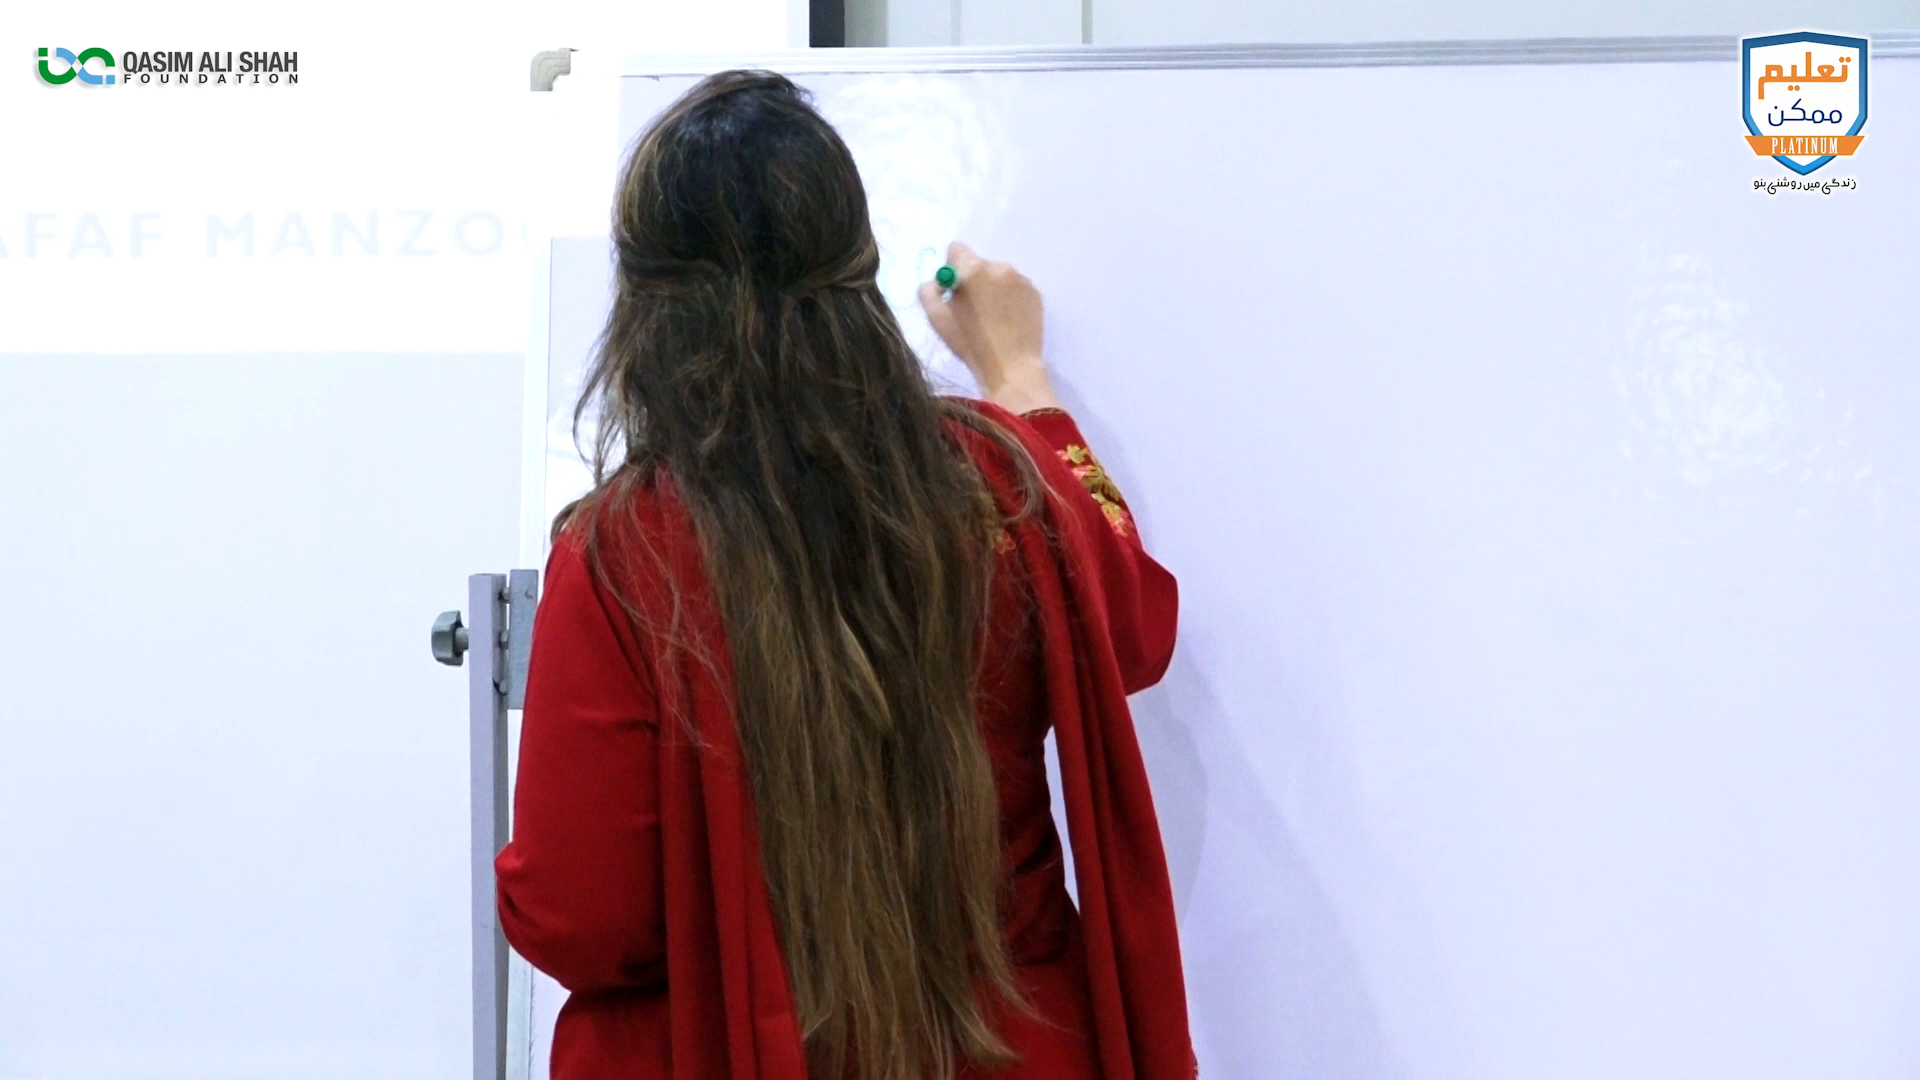 QASIM ALI SHAH
FOUNDATION
تعلیم
ممکن
PLATINUM
زندگی میں روشنی بنو
AFAF MANZO